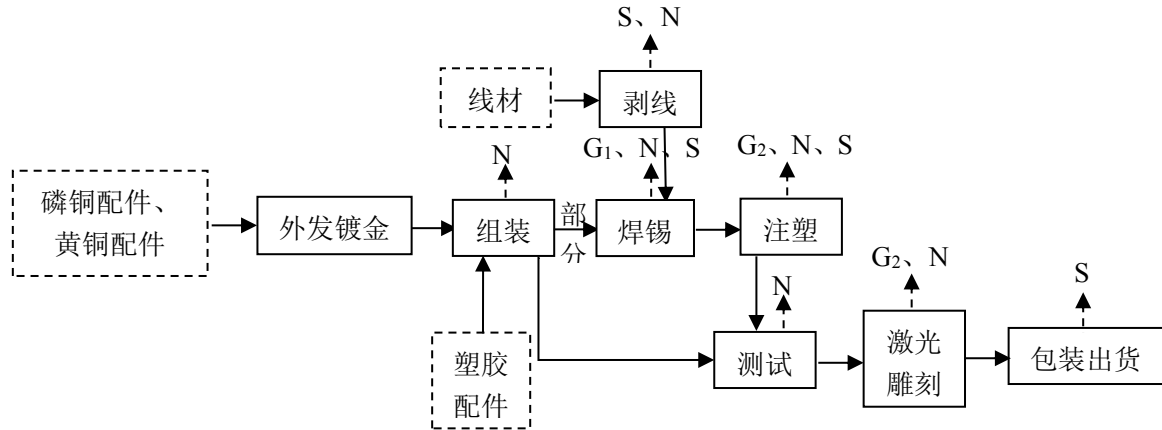 S、N
线材
剥线
N
G₁、N、S
G₂、N、S
磷铜配件、
黄铜配件
外发镀金
组装
部
分
焊锡
注塑
N
G₂、N
S
塑胶
配件
测试
激光
雕刻
包装出货